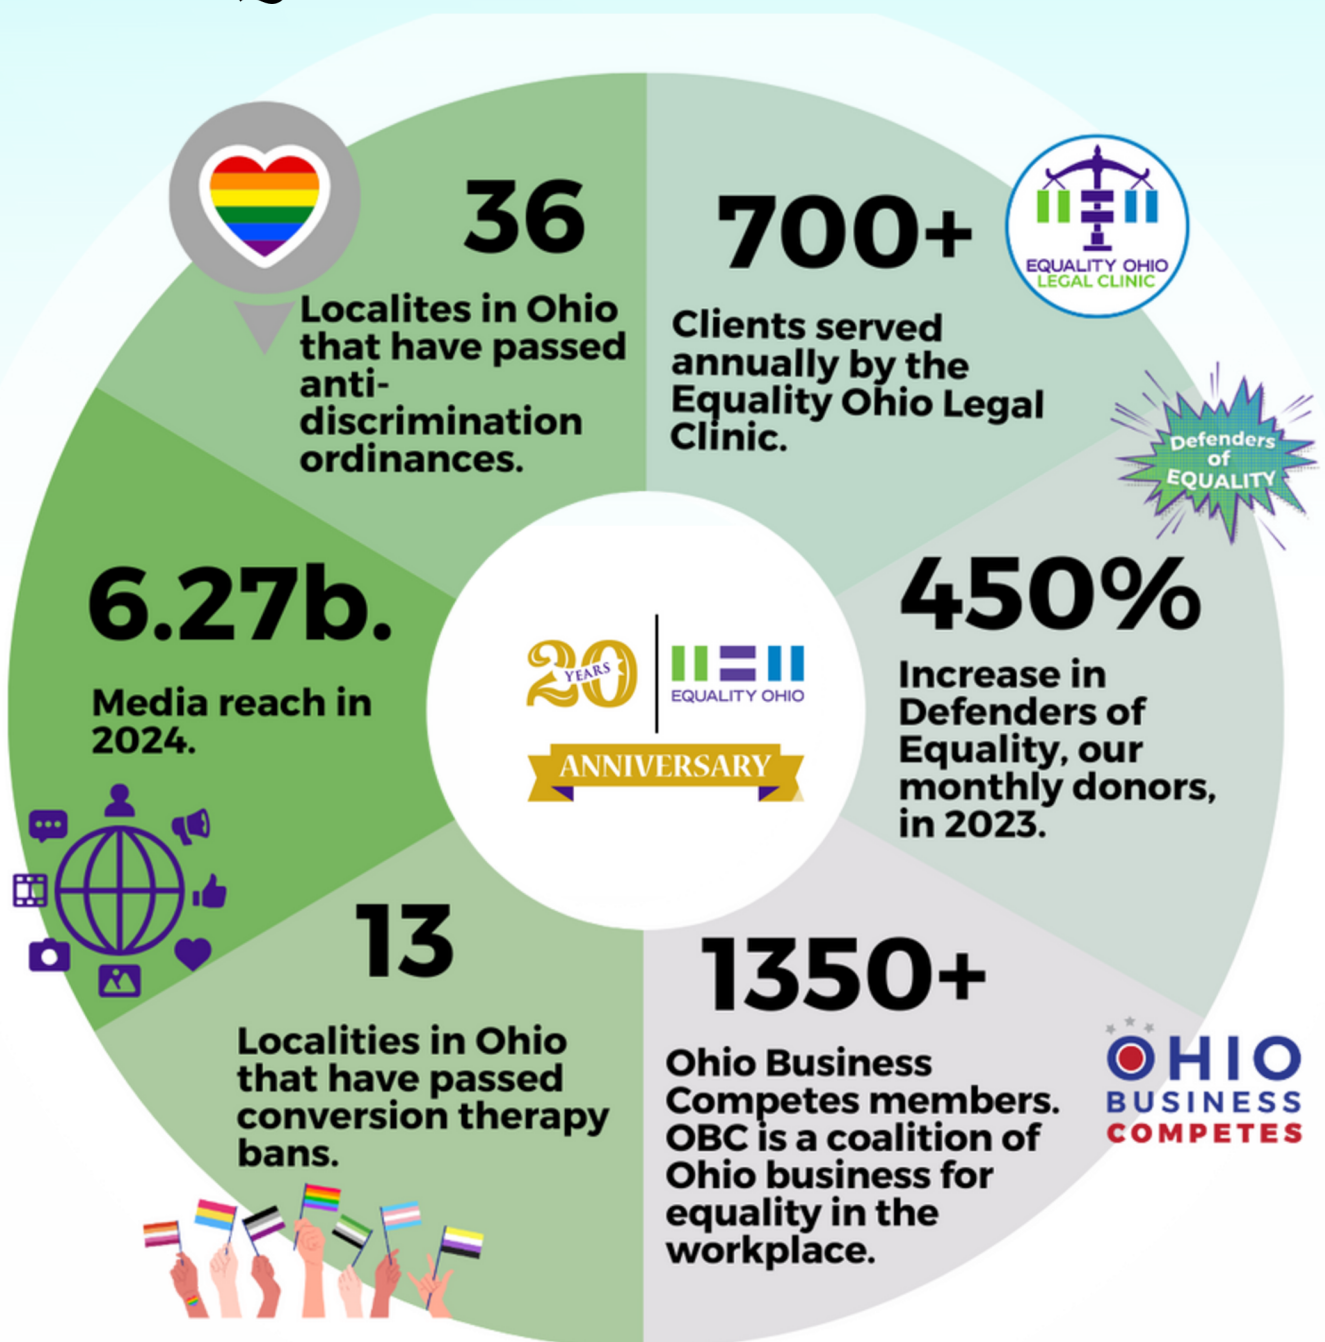 36
Localites in Ohio
that have passed
anti-
discrimination
ordinances.
700+
Clients served
annually by the
Equality Ohio Legal
Clinic.
EQUALITY OHIO
LEGAL CLINIC
Defenders
of
EQUALITY
450%
Increase in
Defenders of
Equality, our
monthly donors,
in 2023.
6.27b.
Media reach in
2024.
20
YEARS
EQUALITY OHIO
ANNIVERSARY
13
Localities in Ohio
that have passed
conversion therapy
bans.
1350+
Ohio Business
Competes members.
OBC is a coalition of
Ohio business for
equality in the
workplace.
OHIO
BUSINESS
COMPETES